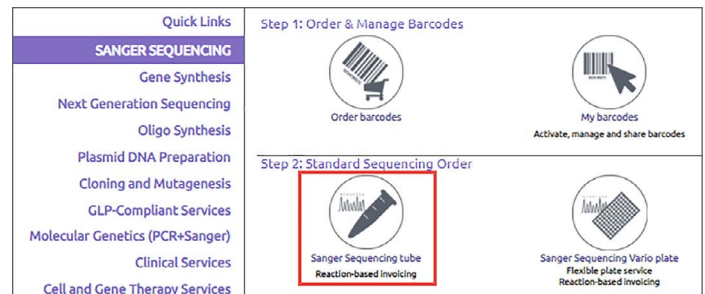 Quick Links
SANGER SEQUENCING
Gene Synthesis
Next Generation Sequencing
Oligo Synthesis
Plasmid DNA Preparation
Cloning and Mutagenesis
GLP-Compliant Services
Molecular Genetics (PCR+Sanger)
Clinical Services
Cell and Gene Therapy Services
Step 1: Order & Manage Barcodes
Order barcodes
My barcodes
Activate, manage and share barcodes
Step 2: Standard Sequencing Order
Sanger Sequencing tube
Reaction-based invoicing
Sanger Sequencing Vario plate
Flexible plate service
Reaction-based invoicing